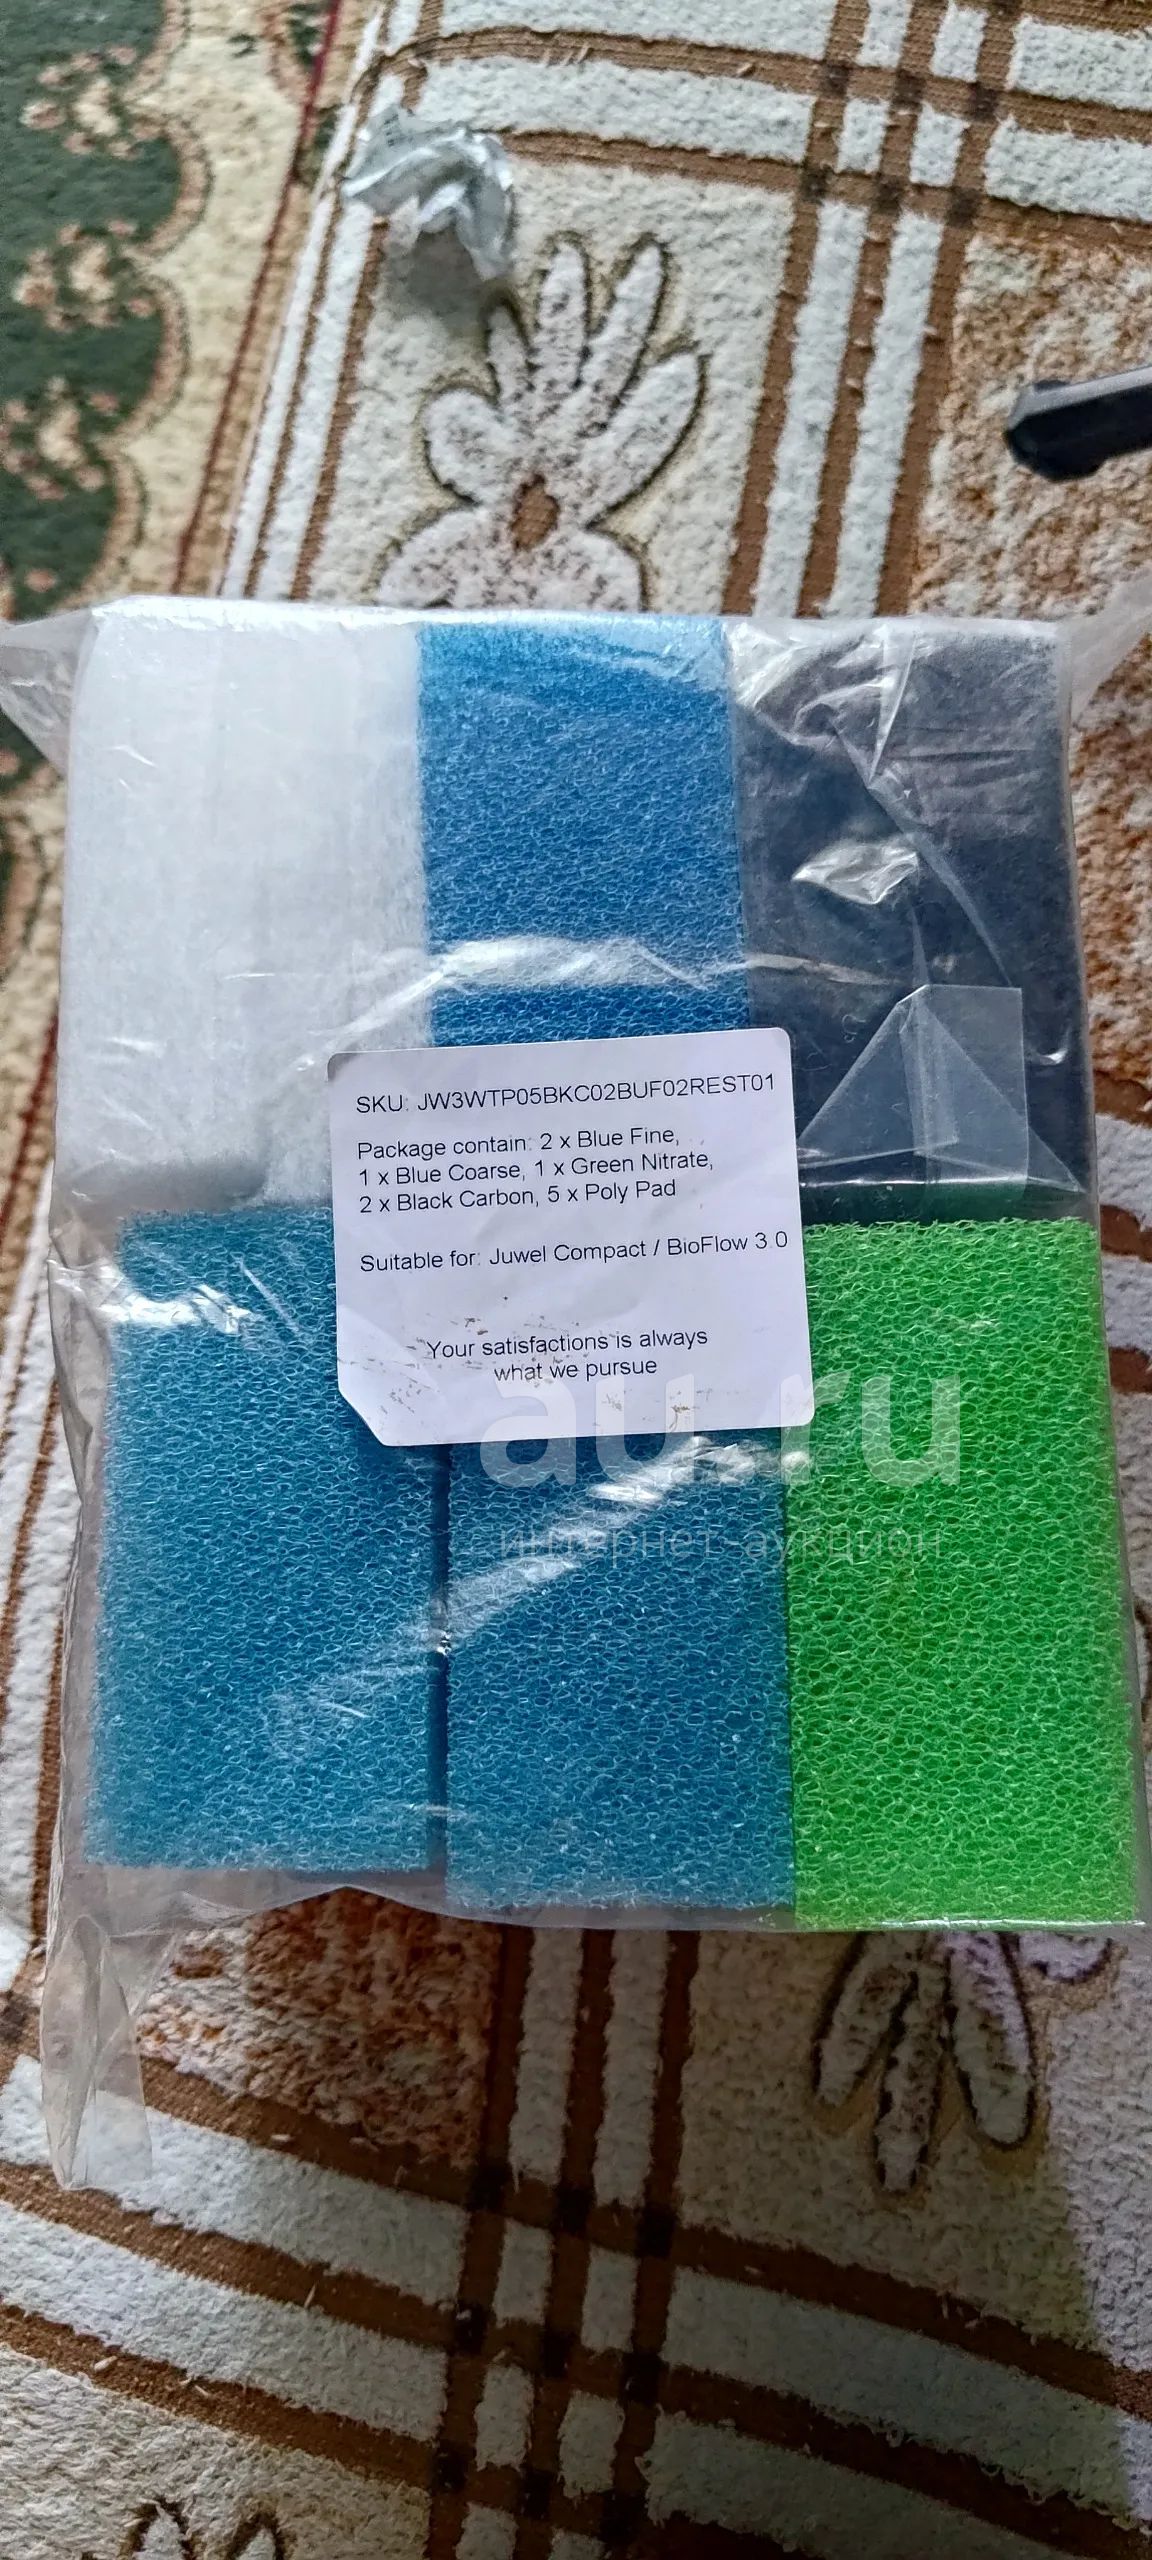 SKU: JW3WTP05BKC02BUF02REST01
Package contain: 2 x Blue Fine,
1 x Blue Coarse, 1 x Green Nitrate,
2 x Black Carbon, 5 x Poly Pad
Suitable for: Juwel Compact / BioFlow 3.0
Your satisfactions is always
what we pursue
au.ru
интернет-аукцион